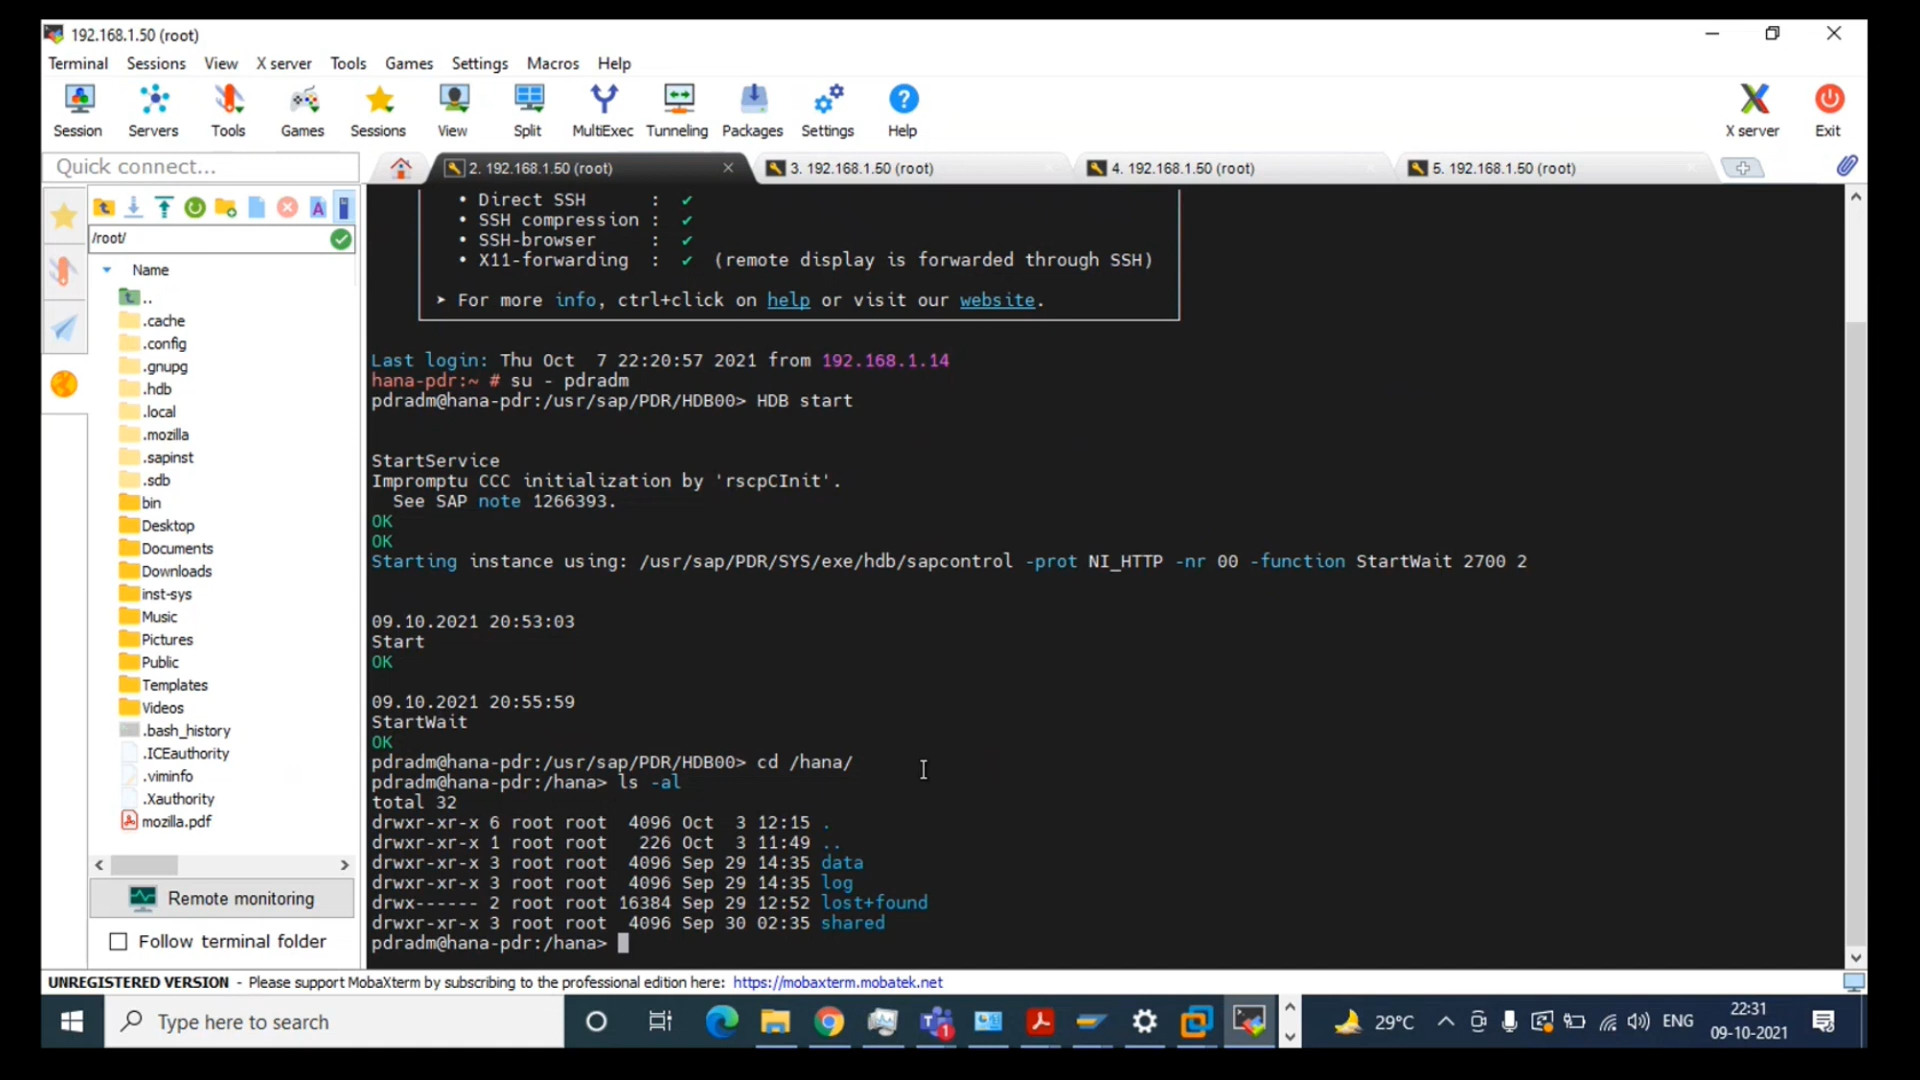 192.168.1.50 (root)
Terminal Sessions View X server Tools Games Settings Macros Help
Session Servers Tools Games Sessions View Split MultiExec Tunneling Packages Settings Help X server Exit
Quick connect...
2. 192.168.1.50 (root)
3. 192.168.1.50 (root)
4. 192.168.1.50 (root)
5. 192.168.1.50 (root)
/root/
Name
..
.cache
.config
.gnupg
.hdb
.local
.mozilla
.sapinst
.sdb
bin
Desktop
Documents
Downloads
inst-sys
Music
Pictures
Public
Templates
Videos
.bash_history
.ICEauthority
.viminfo
.Xauthority
mozilla.pdf
Remote monitoring
Follow terminal folder
• Direct SSH : ✔
• SSH compression : ✔
• SSH-browser : ✔
• X11-forwarding : ✔ (remote display is forwarded through SSH)
➤ For more info, ctrl+click on help or visit our website.
Last login: Thu Oct 7 22:20:57 2021 from 192.168.1.14
hana-pdr:~ # su - pdradm
pdradm@hana-pdr:/usr/sap/PDR/HDB00> HDB start
StartService
Impromptu CCC initialization by 'rscpCInit'.
See SAP note 1266393.
OK
OK
Starting instance using: /usr/sap/PDR/SYS/exe/hdb/sapcontrol -prot NI_HTTP -nr 00 -function StartWait 2700 2
09.10.2021 20:53:03
Start
OK
09.10.2021 20:55:59
StartWait
OK
pdradm@hana-pdr:/usr/sap/PDR/HDB00> cd /hana/
pdradm@hana-pdr:/hana> ls -al
total 32
drwxr-xr-x 6 root root 4096 Oct 3 12:15 .
drwxr-xr-x 1 root root 226 Oct 3 11:49 ..
drwxr-xr-x 3 root root 4096 Sep 29 14:35 data
drwxr-xr-x 3 root root 4096 Sep 29 14:35 log
drwx------ 2 root root 16384 Sep 29 12:52 lost+found
drwxr-xr-x 3 root root 4096 Sep 30 02:35 shared
pdradm@hana-pdr:/hana>
UNREGISTERED VERSION - Please support MobaXterm by subscribing to the professional edition here: https://mobaxterm.mobatek.net
Type here to search
29°C
ENG
22:31
09-10-2021